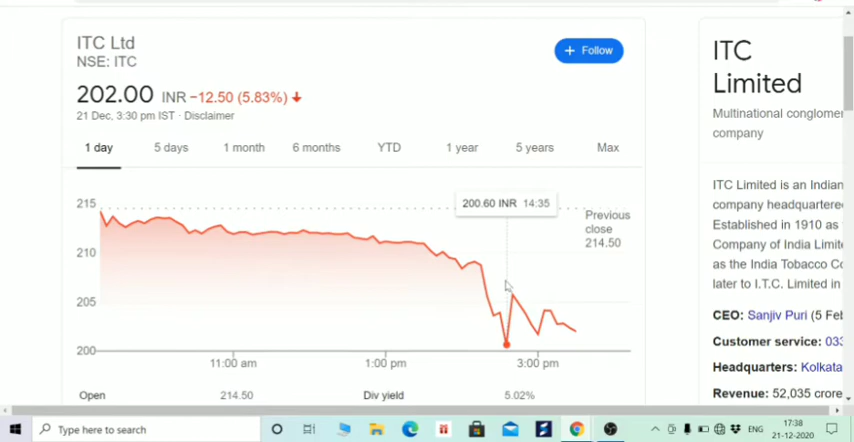 ITC Ltd
NSE: ITC
+ Follow
202.00 INR −12.50 (5.83%)
21 Dec, 3:30 pm IST · Disclaimer
1 day 5 days 1 month 6 months YTD 1 year 5 years Max
200.60 INR 14:35
215
210
205
200
Previous
close
214.50
11:00 am 1:00 pm 3:00 pm
Open 214.50 Div yield 5.02%
ITC
Limited
Multinational conglomer
company
ITC Limited is an Indian
company headquartere
Established in 1910 as
Company of India Limit
as the India Tobacco Co
later to I.T.C. Limited in
CEO: Sanjiv Puri (5 Feb
Customer service: 033
Headquarters: Kolkata
Revenue: 52,035 crore
Type here to search
ENG
17:38
21-12-2020